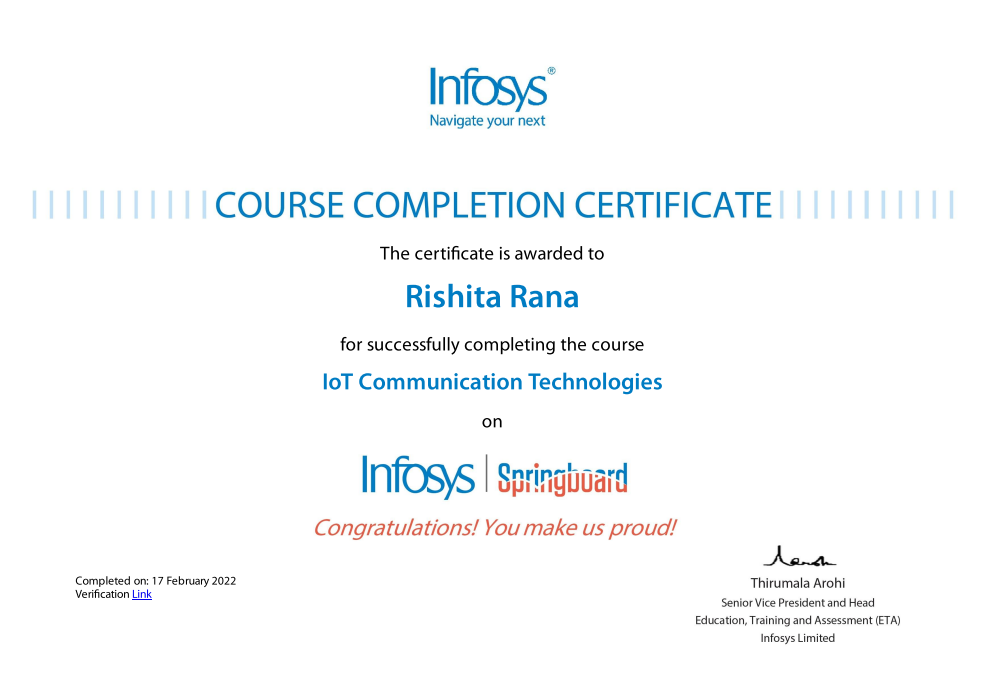 Infosys®
Navigate your next
COURSE COMPLETION CERTIFICATE
The certificate is awarded to
Rishita Rana
for successfully completing the course
IoT Communication Technologies
on
Infosys | Springboard
Congratulations! You make us proud!
Completed on: 17 February 2022
Verification Link
Thirumala Arohi
Senior Vice President and Head
Education, Training and Assessment (ETA)
Infosys Limited